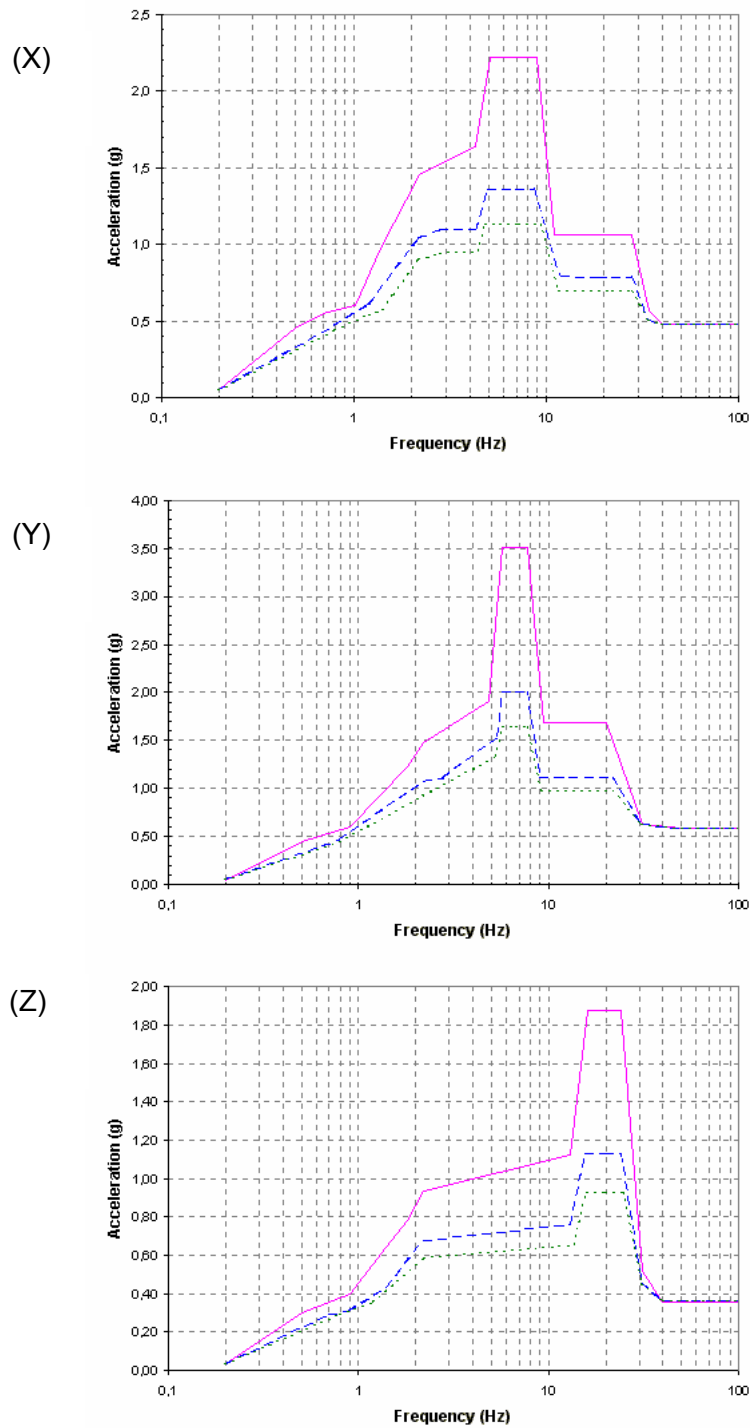 (X)
Acceleration (g)
2,5
2,0
1,5
1,0
0,5
0,0
0,1 1 10 100
Frequency (Hz)
(Y)
Acceleration (g)
4,00
3,50
3,00
2,50
2,00
1,50
1,00
0,50
0,00
0,1 1 10 100
Frequency (Hz)
(Z)
Acceleration (g)
2,00
1,80
1,60
1,40
1,20
1,00
0,80
0,60
0,40
0,20
0,00
0,1 1 10 100
Frequency (Hz)